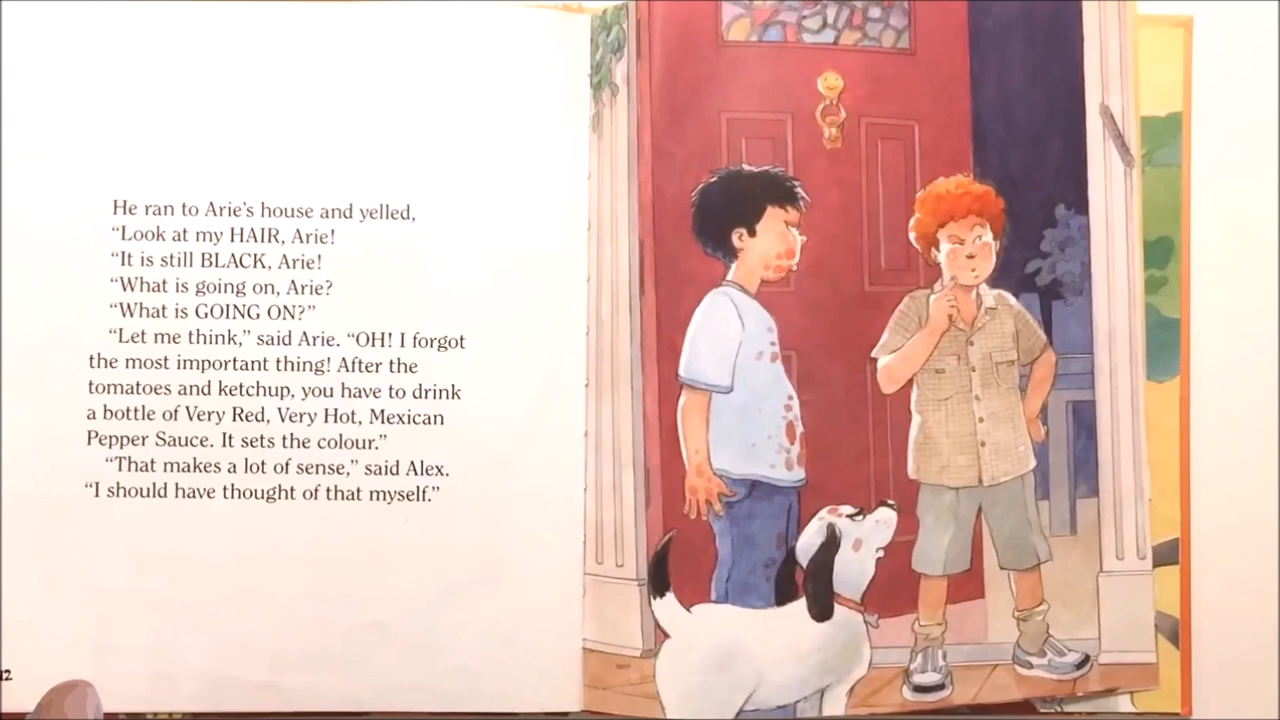 He ran to Arie's house and yelled,
“Look at my HAIR, Arie!
“It is still BLACK, Arie!
“What is going on, Arie?
“What is GOING ON?”
“Let me think,” said Arie. “OH! I forgot
the most important thing! After the
tomatoes and ketchup, you have to drink
a bottle of Very Red, Very Hot, Mexican
Pepper Sauce. It sets the colour.”
“That makes a lot of sense,” said Alex.
“I should have thought of that myself.”
12